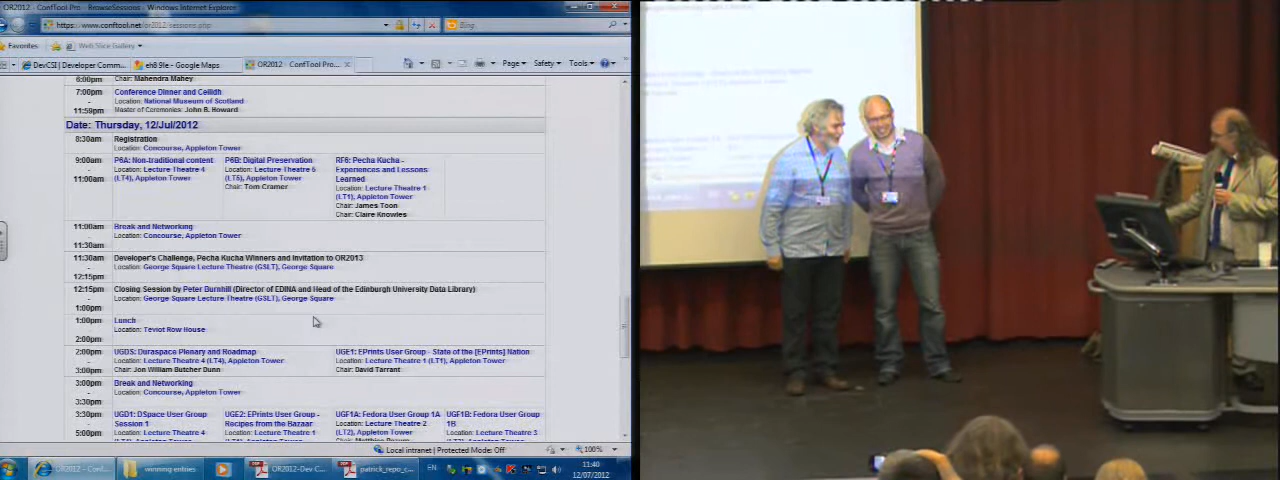 OR2012 - ConfTool Pro - BrowseSessions - Windows Internet Explorer
https://www.conftool.net/or2012/sessions.php
Bing
Favorites
Web Slice Gallery
DevCSI | Developer Comm...
eh8 9le - Google Maps
OR2012 - ConfTool Pro...
Page
Safety
Tools
6:00pm
Chair: Mahendra Mahey
7:00pm
-
11:59pm
Conference Dinner and Ceilidh
Location: National Museum of Scotland
Master of Ceremonies: John B. Howard
Date: Thursday, 12/Jul/2012
8:30am
Registration
Location: Concourse, Appleton Tower
9:00am
-
11:00am
P6A: Non-traditional content
Location: Lecture Theatre 4
(LT4), Appleton Tower
P6B: Digital Preservation
Location: Lecture Theatre 5
(LT5), Appleton Tower
Chair: Tom Cramer
RF6: Pecha Kucha -
Experiences and Lessons
Learned
Location: Lecture Theatre 1
(LT1), Appleton Tower
Chair: James Toon
Chair: Claire Knowles
11:00am
-
11:30am
Break and Networking
Location: Concourse, Appleton Tower
11:30am
-
12:15pm
Developer's Challenge, Pecha Kucha Winners and Invitation to OR2013
Location: George Square Lecture Theatre (GSLT), George Square
12:15pm
-
1:00pm
Closing Session by Peter Burnhill (Director of EDINA and Head of the Edinburgh University Data Library)
Location: George Square Lecture Theatre (GSLT), George Square
1:00pm
-
2:00pm
Lunch
Location: Teviot Row House
2:00pm
-
3:00pm
UGDS: Duraspace Plenary and Roadmap
Location: Lecture Theatre 4 (LT4), Appleton Tower
Chair: Jon William Butcher Dunn
UGE1: EPrints User Group - State of the [EPrints] Nation
Location: Lecture Theatre 1 (LT1), Appleton Tower
Chair: David Tarrant
3:00pm
-
3:30pm
Break and Networking
Location: Concourse, Appleton Tower
3:30pm
-
5:00pm
UGD1: DSpace User Group
Session 1
Location: Lecture Theatre 4
UGE2: EPrints User Group -
Recipes from the Bazaar
Location: Lecture Theatre 1
UGF1A: Fedora User Group 1A
Location: Lecture Theatre 2
UGF1B: Fedora User Group
1B
Location: Lecture Theatre 3
Local intranet | Protected Mode: Off
100%
OR2012 - Conf...
winning entries
OR2012-Dev C...
patrick_repo_c...
EN
11:40
12/07/2012